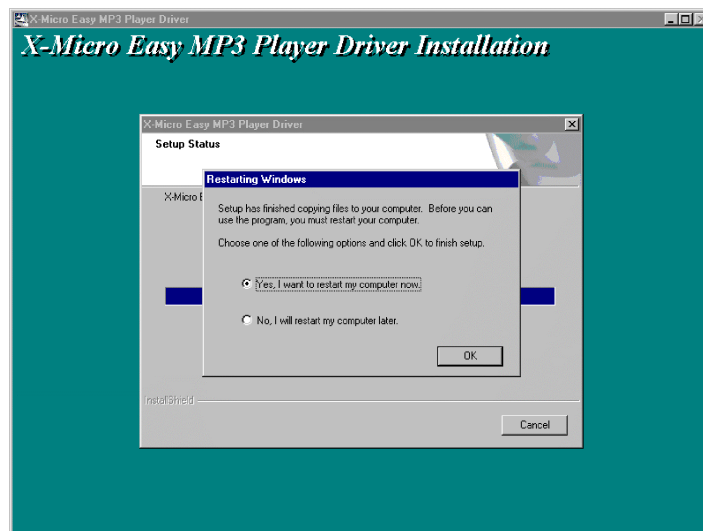 X-Micro Easy MP3 Player Driver
X-Micro Easy MP3 Player Driver Installation
X-Micro Easy MP3 Player Driver
Setup Status
Restarting Windows
X-Micro E
Setup has finished copying files to your computer. Before you can
use the program, you must restart your computer.
Choose one of the following options and click OK to finish setup.
Yes, I want to restart my computer now.
No, I will restart my computer later.
OK
InstallShield
Cancel